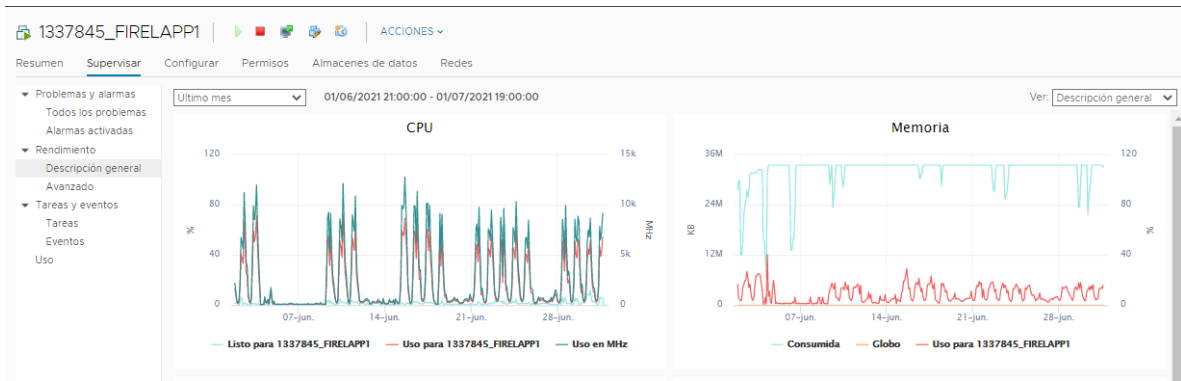 1337845_FIRELAPP1 ACCIONES
Resumen Supervisar Configurar Permisos Almacenes de datos Redes
Problemas y alarmas
Todos los problemas
Alarmas activadas
Rendimiento
Descripción general
Avanzado
Tareas y eventos
Tareas
Eventos
Uso
Último mes 01/06/2021 21:00:00 - 01/07/2021 19:00:00 Ver: Descripción general
CPU
120 15k
80 10k
40 5k
0 0
% MHz
07-jun. 14-jun. 21-jun. 28-jun.
Listo para 1337845_FIRELAPP1 Uso para 1337845_FIRELAPP1 Uso en MHz
Memoria
36M 120
24M 80
12M 40
0 0
KB %
07-jun. 14-jun. 21-jun. 28-jun.
Consumida Globo Uso para 1337845_FIRELAPP1